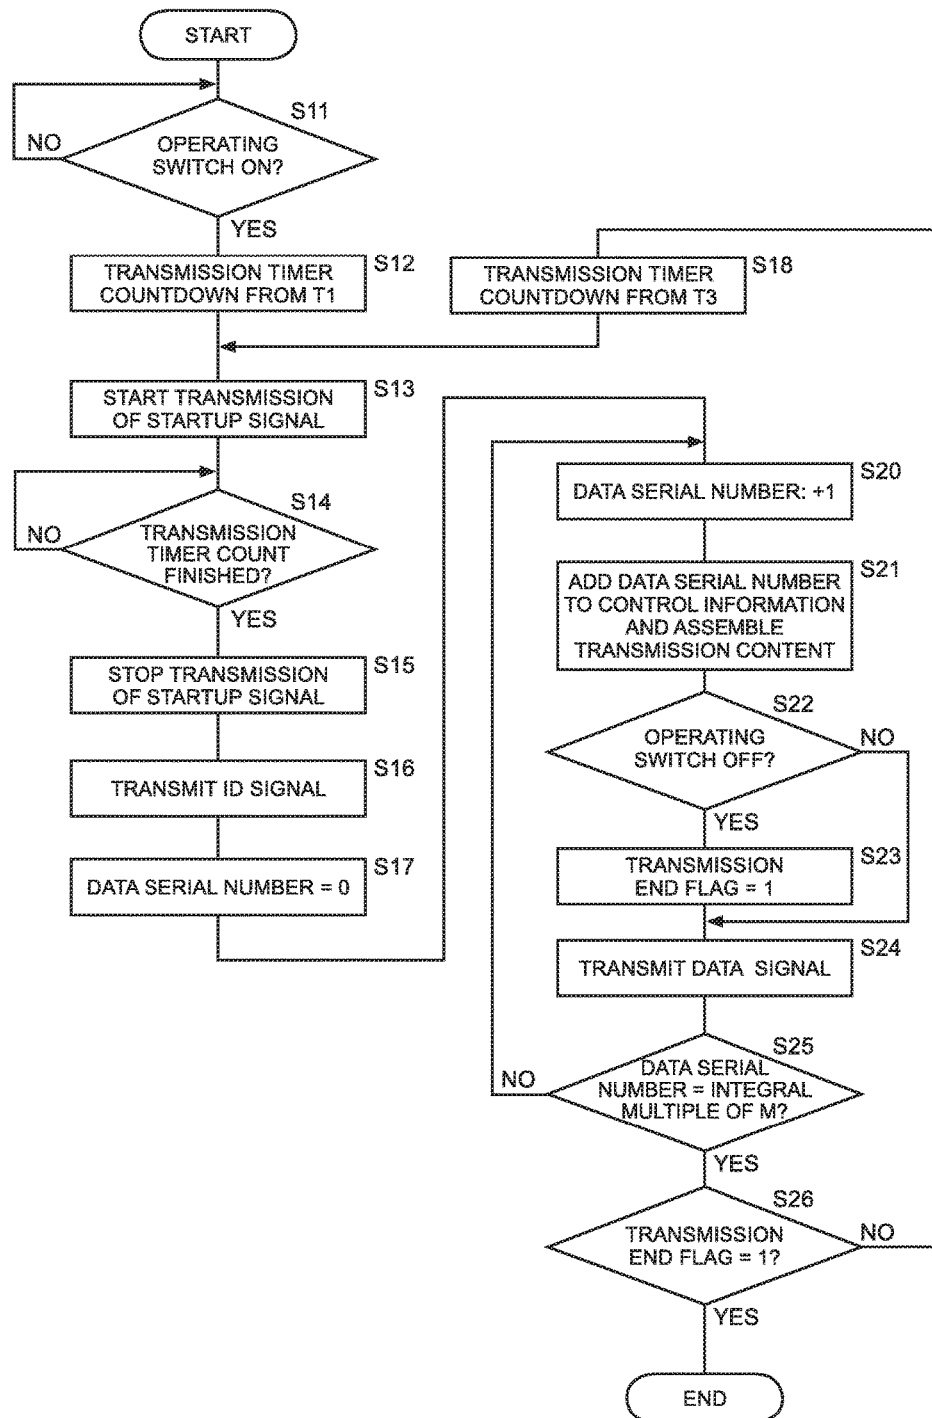 START
S11
OPERATING
SWITCH ON?
NO
YES
S12
TRANSMISSION TIMER
COUNTDOWN FROM T1
S18
TRANSMISSION TIMER
COUNTDOWN FROM T3
S13
START TRANSMISSION
OF STARTUP SIGNAL
S14
TRANSMISSION
TIMER COUNT
FINISHED?
NO
YES
S15
STOP TRANSMISSION
OF STARTUP SIGNAL
S16
TRANSMIT ID SIGNAL
S17
DATA SERIAL NUMBER = 0
S20
DATA SERIAL NUMBER: +1
S21
ADD DATA SERIAL NUMBER
TO CONTROL INFORMATION
AND ASSEMBLE
TRANSMISSION CONTENT
S22
OPERATING
SWITCH OFF?
NO
YES
S23
TRANSMISSION
END FLAG = 1
S24
TRANSMIT DATA SIGNAL
S25
DATA SERIAL
NUMBER = INTEGRAL
MULTIPLE OF M?
NO
YES
S26
TRANSMISSION
END FLAG = 1?
NO
YES
END